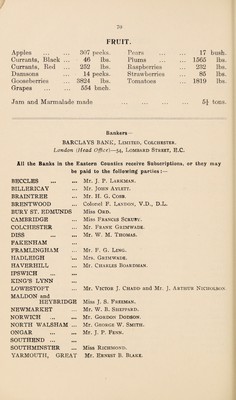 70
FRUIT.
Apples ... ... 507 pecks.
Currants, Black ... 46 lbs.
Currants, Red ... 252 lbs.
Damsons ... 14 pecks.
Gooseberries ... 3824 lbs.
Grapes ... 554 bnch.
Pears ... ... 17 bush.
Plums ... 1565 lbs.
Raspberries ... 232 lbs.
Strawberries ... 85 lbs.
Tomatoes ... 1819 lbs.
Jam and Marmalade made ... ... ... ... 5½ tons.
Bankers—
BARCLAYS BANK, LIMITED, COLCHESTER.
London (Head Office)—54, LOMBARD STREET, E.C.
All the Banks in the Eastern Counties receive Subscriptions, or they may
be paid to the following parties:—
BECCLES ... ... Mr. J. P. LARKMAN.
BILLERICAY ... Mr. JOHN AYLETT.
BRAINTREE ... Mr. H. G. COBB.
BRENTWOOD ... Colonel F. LANDON, V.D., D.L.
BURY ST. EDMUNDS Miss ORD.
CAMBRIDGE ... Miss FRANCES SCRUBY.
COLCHESTER ... Mr. FRANK GRIMWADE.
DISS ... ... Mr. W. M. THOMAS.
FAKENHAM ...
FRAMLINGHAM ... Mr. F. G. LING.
HADLEIGH ... Mrs. GRIMWADE.
HAVERHILL ... Mr. CHARLES BOARDMAN.
IPSWICH ... ...
KING'S LYNN ...
LOWESTOFT ... Mr. VICTOR J. CHATO and Mr. J. ARTHUR NICHOLSON
MALDON and
HEYBRIDGE Miss J. S. FREEMAN.
NEWMARKET ... Mr. W. B. SHEPPARD.
NORWICH ... ... Mr. GORDON DODSON.
NORTH WALSHAM ... Mr. GEORGE W. SMITH.
ONGAR ... ... Mr. J. P. FENN.
SOUTHEND ... ...
SOUTHMINSTER ... Miss RICHMOND.
YARMOUTH, GREAT Mr. ERNEST B. BLAKE.